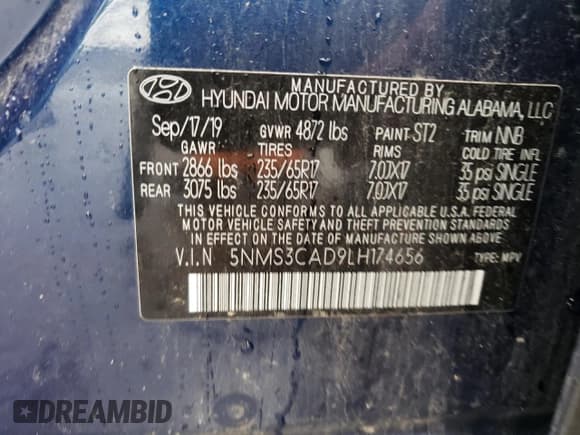 MANUFACTURED BY
HYUNDAI MOTOR MANUFACTURING ALABAMA, LLC
Sep/17/19 GVWR 4872 lbs PAINT ST2 TRIM NNB
GAWR TIRES RIMS COLD TIRE INFL
FRONT 2866 lbs 235/65R17 7.0JX17 35 psi SINGLE
REAR 3075 lbs 235/65R17 7.0JX17 35 psi SINGLE
THIS VEHICLE CONFORMS TO ALL APPLICABLE U.S.A. FEDERAL
MOTOR VEHICLE SAFETY AND THEFT PREVENTION STANDARDS
IN EFFECT ON THE DATE OF MANUFACTURE SHOWN ABOVE.
V.I.N 5NMS3CAD9LH174656 TYPE: MPV
DREAMBID